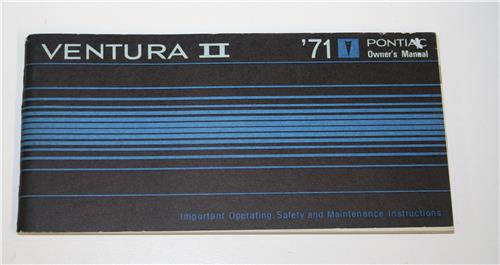 VENTURA II '71 PONTIAC
Owner's Manual
Important Operating, Safety and Maintenance Instructions